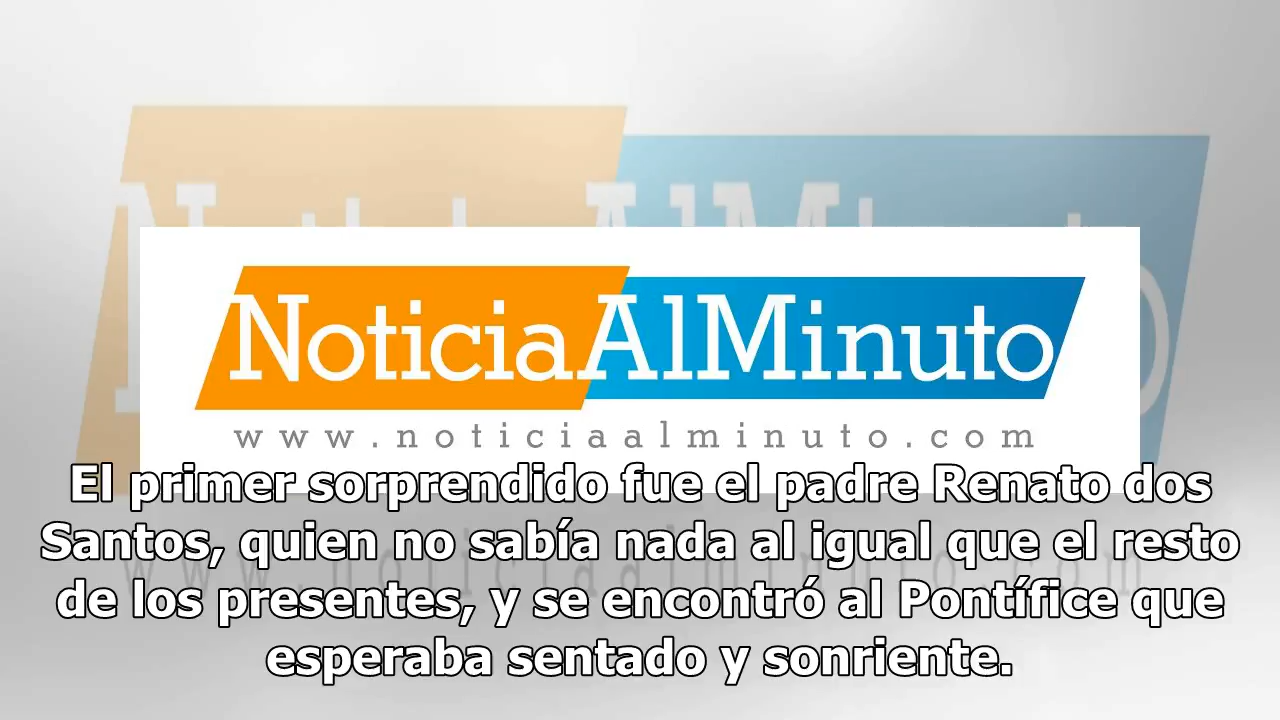 NoticiaAlMinuto
www.noticiaalminuto.com
El primer sorprendido fue el padre Renato dos
Santos, quien no sabía nada al igual que el resto
de los presentes, y se encontró al Pontífice que
esperaba sentado y sonriente.